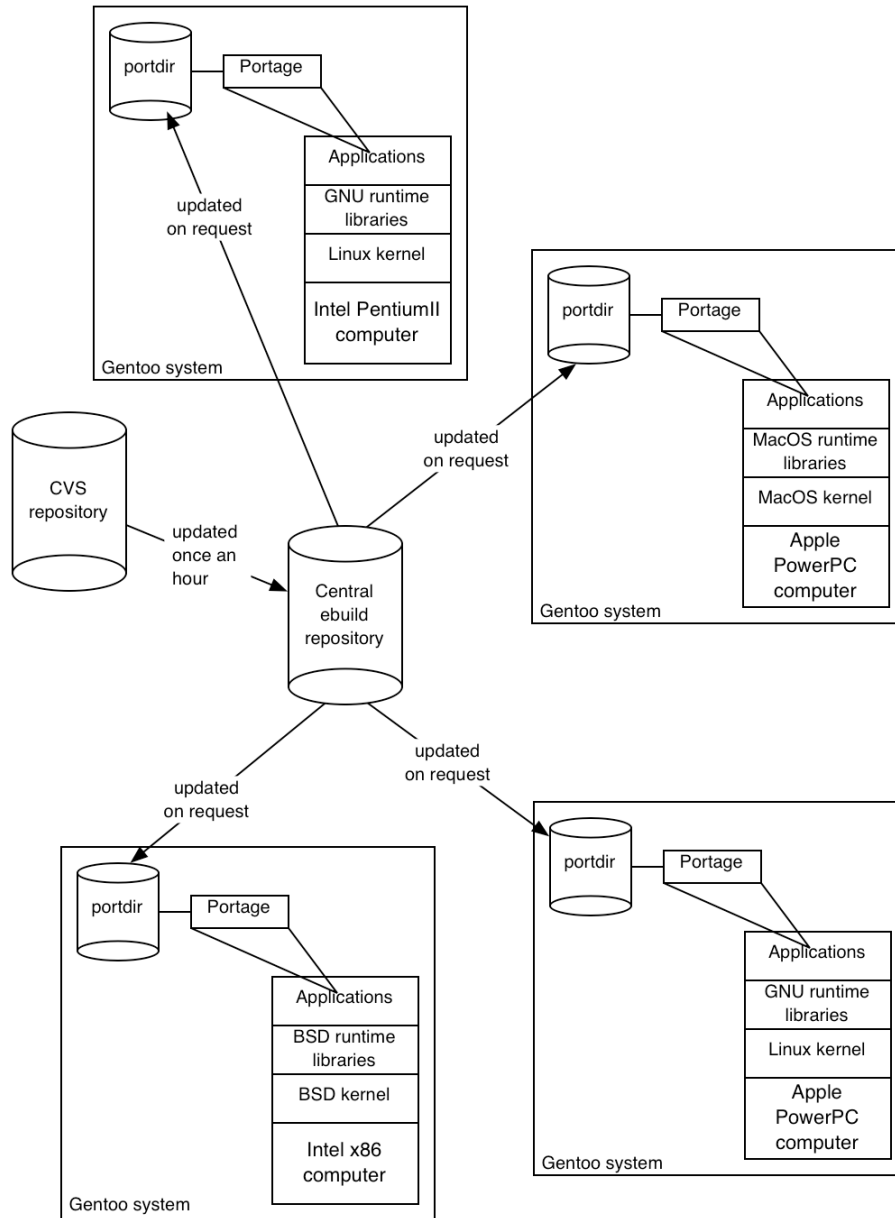 portdir
Portage
Applications
GNU runtime
libraries
Linux kernel
Intel PentiumII
computer
Gentoo system
updated
on request
portdir
Portage
Applications
MacOS runtime
libraries
MacOS kernel
Apple
PowerPC
computer
Gentoo system
updated
on request
CVS
repository
updated
once an
hour
Central
ebuild
repository
updated
on request
updated
on request
portdir
Portage
Applications
BSD runtime
libraries
BSD kernel
Intel x86
computer
Gentoo system
portdir
Portage
Applications
GNU runtime
libraries
Linux kernel
Apple
PowerPC
computer
Gentoo system